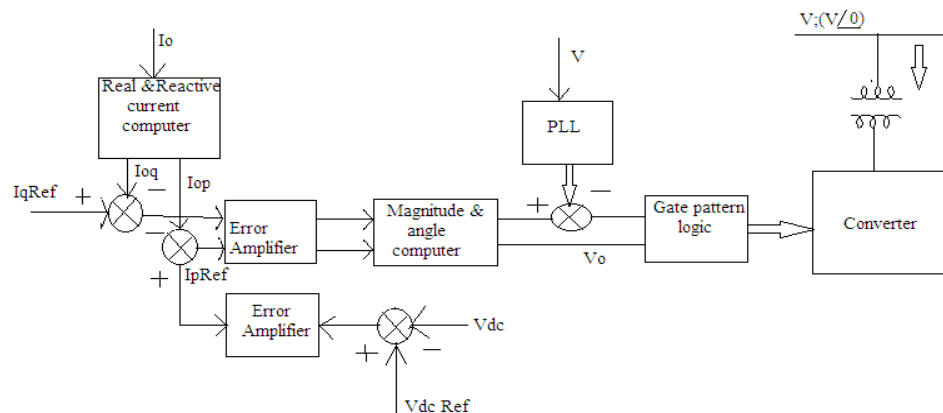 V;(V/0)
Io
V
Real &Reactive
current
computer
PLL
Ioq
Iop
IqRef
+
−
−
+
−
Error
Amplifier
Magnitude &
angle
computer
Gate pattern
logic
Converter
Vo
+
IpRef
Error
Amplifier
Vdc
+
−
Vdc Ref